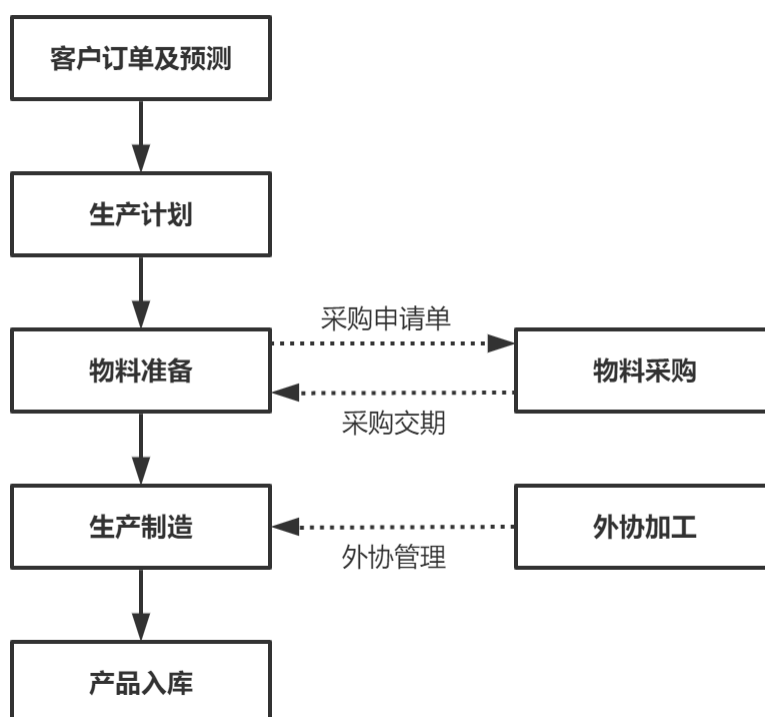 客户订单及预测
生产计划
采购申请单
物料准备
物料采购
采购交期
生产制造
外协加工
外协管理
产品入库